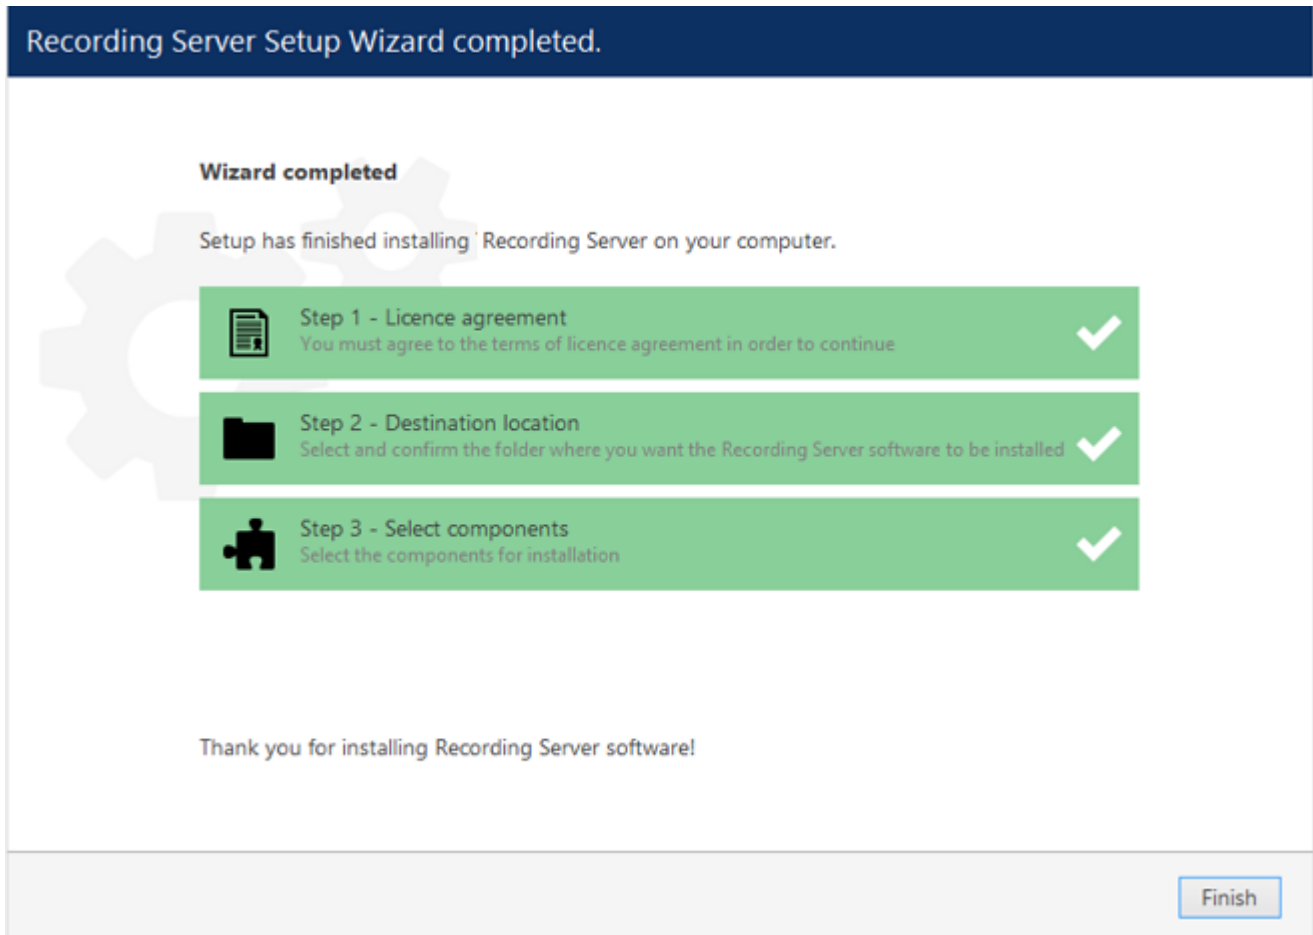 Recording Server Setup Wizard completed.
Wizard completed
Setup has finished installing ' Recording Server on your computer.
Step 1 - Licence agreement
You must agree to the terms of licence agreement in order to continue
Step 2 - Destination location
Select and confirm the folder where you want the Recording Server software to be installed
Step 3 - Select components
Select the components for installation
Thank you for installing Recording Server software!
Finish